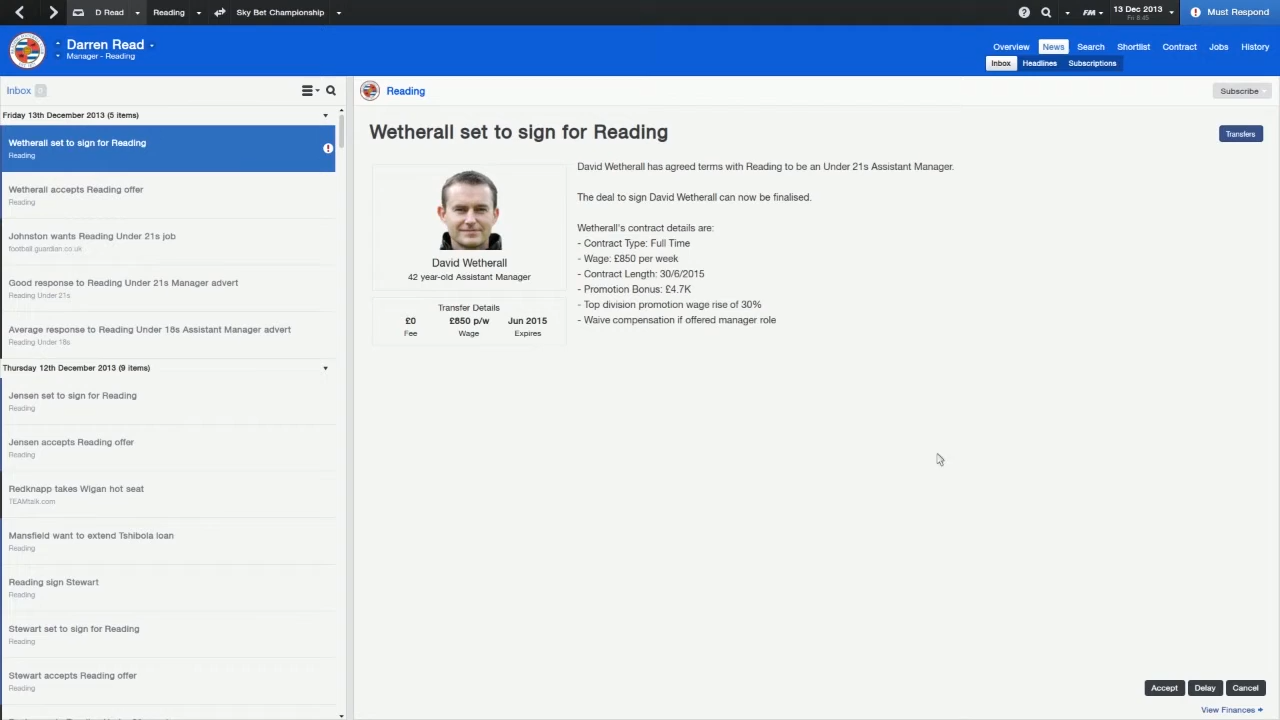 D Read
Reading
Sky Bet Championship
FM
13 Dec 2013
Must Respond
Darren Read
Manager - Reading
Overview
News
Search
Shortlist
Contract
Jobs
History
Inbox
Headlines
Subscriptions
Inbox
Friday 13th December 2013 (5 items)
Wetherall set to sign for Reading
Reading
Wetherall accepts Reading offer
Reading
Johnston wants Reading Under 21s job
football.guardian.co.uk
Good response to Reading Under 21s Manager advert
Reading Under 21s
Average response to Reading Under 18s Assistant Manager advert
Reading Under 18s
Thursday 12th December 2013 (9 items)
Jensen set to sign for Reading
Reading
Jensen accepts Reading offer
Reading
Redknapp takes Wigan hot seat
TEAMtalk.com
Mansfield want to extend Tshibola loan
Reading
Reading sign Stewart
Reading
Stewart set to sign for Reading
Reading
Stewart accepts Reading offer
Reading
Reading
Subscribe
Wetherall set to sign for Reading
Transfers
David Wetherall
42 year-old Assistant Manager
Transfer Details
£0 £850 p/w Jun 2015
Fee Wage Expires
David Wetherall has agreed terms with Reading to be an Under 21s Assistant Manager.
The deal to sign David Wetherall can now be finalised.
Wetherall's contract details are:
- Contract Type: Full Time
- Wage: £850 per week
- Contract Length: 30/6/2015
- Promotion Bonus: £4.7K
- Top division promotion wage rise of 30%
- Waive compensation if offered manager role
Accept
Delay
Cancel
View Finances